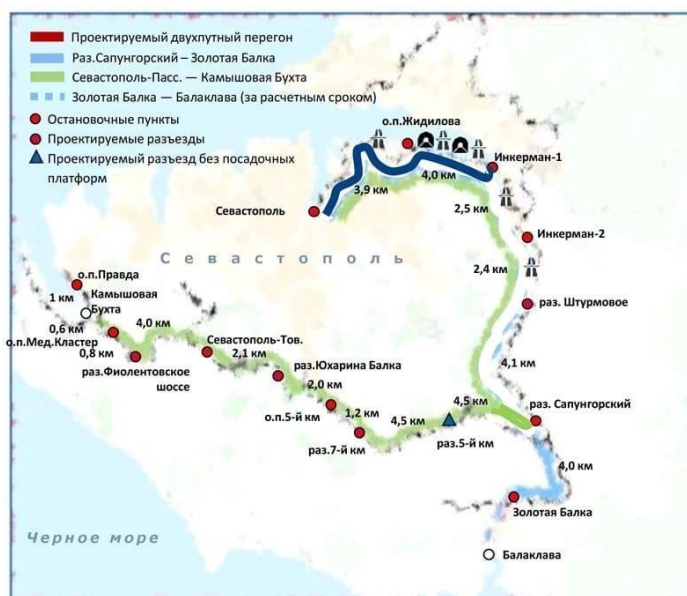 Проектируемый двухпутный перегон
Раз.Сапунгорский – Золотая Балка
Севастополь-Пасс. — Камышовая Бухта
Золотая Балка — Балаклава (за расчетным сроком)
Остановочные пункты
Проектируемые разъезды
Проектируемый разъезд без посадочных
платформ
о.п.Жидилова
Инкерман-1
3,9 км
4,0 км
Севастополь
2,5 км
Инкерман-2
Севастополь
2,4 км
о.п.Правда
1 км
Камышовая
Бухта
раз. Штурмовое
0,6 км
4,0 км
о.п.Мед.Кластер
Севастополь-Тов.
0,8 км
2,1 км
раз.Фиолентовское
шоссе
раз.Юхарина Балка
4,1 км
2,0 км
о.п.5-й км
1,2 км
4,5 км
4,5 км
раз. Сапунгорский
раз.7-й км
раз.5-й км
4,0 км
Золотая Балка
Черное море
Балаклава